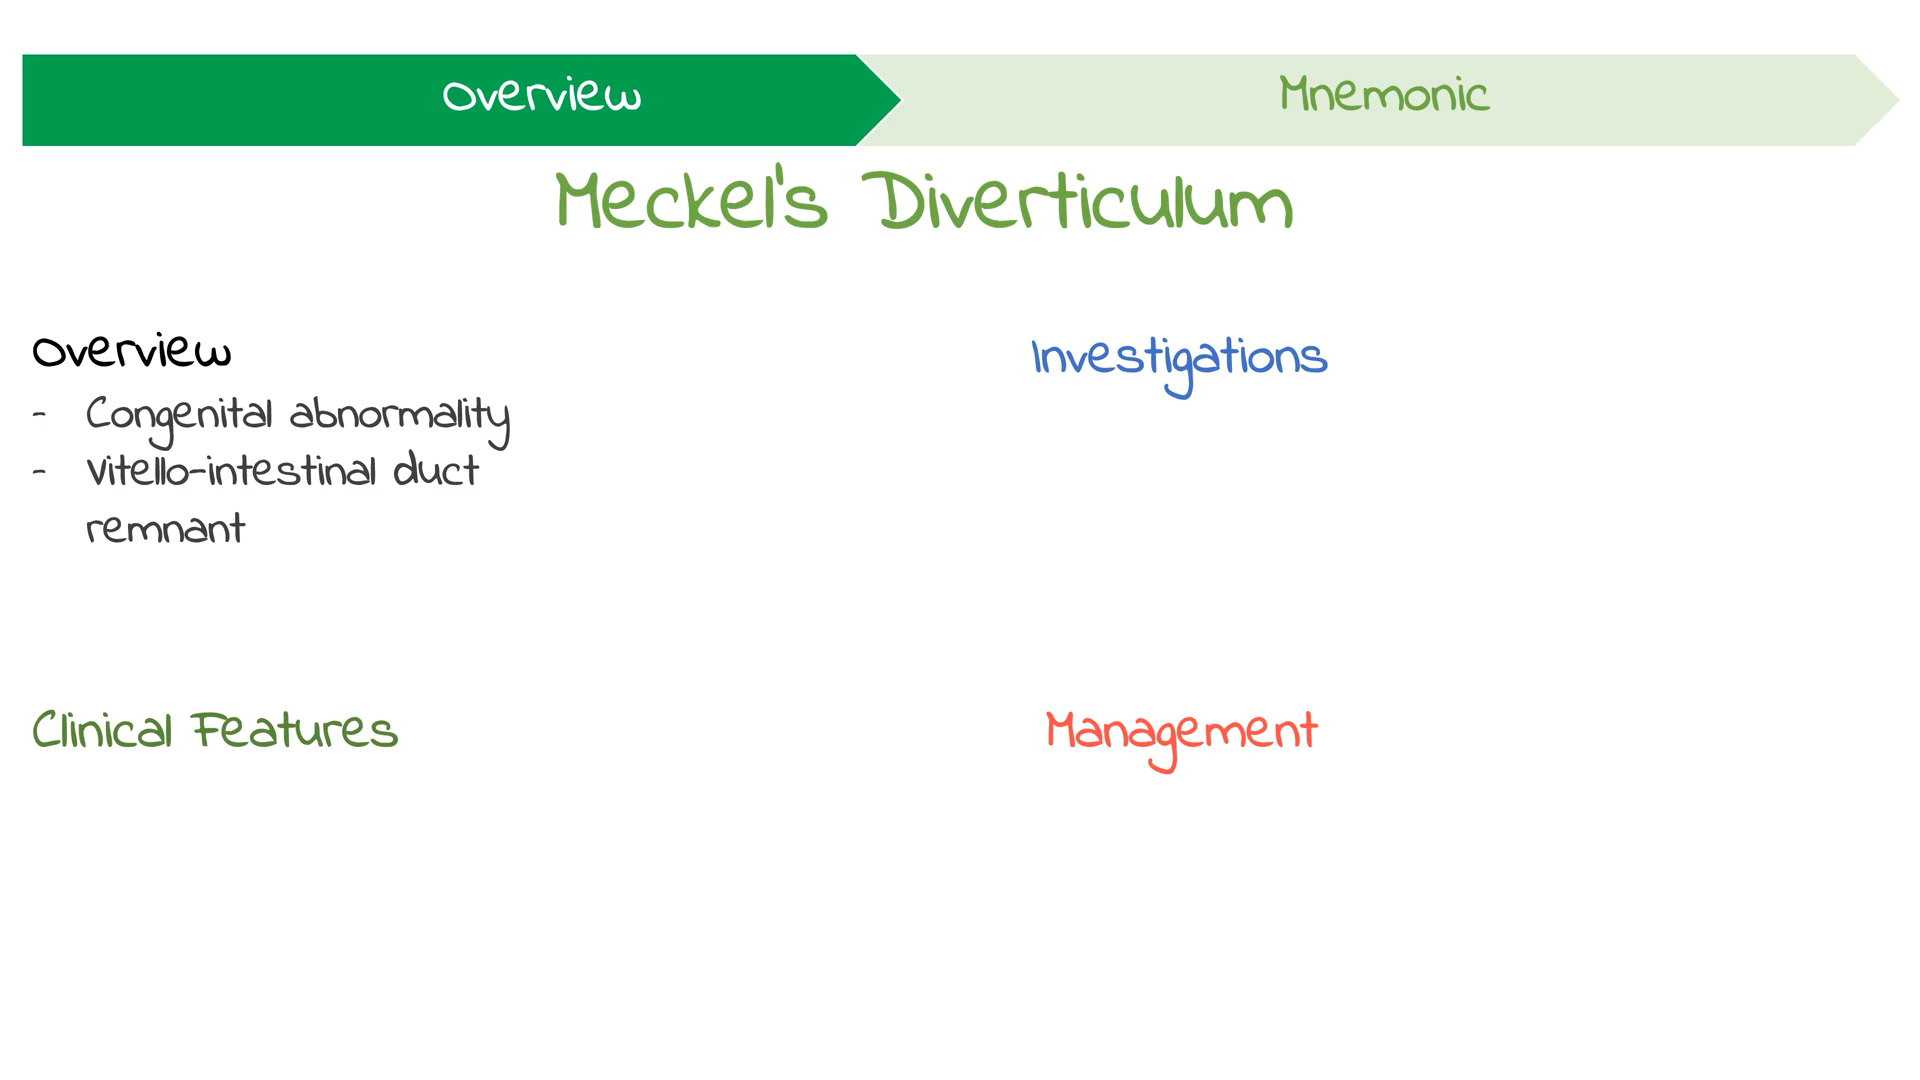 Overview
Mnemonic
Meckel's Diverticulum
Overview
- Congenital abnormality
- Vitello-intestinal duct
remnant
Investigations
Clinical Features
Management